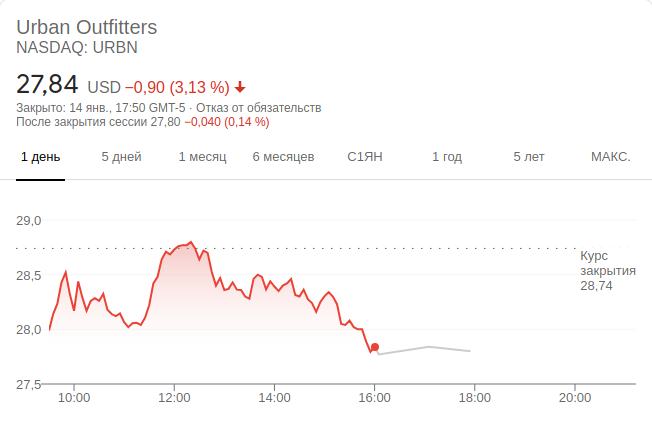 Urban Outfitters
NASDAQ: URBN
27,84 USD −0,90 (3,13 %)
Закрыто: 14 янв., 17:50 GMT-5 · Отказ от обязательств
После закрытия сессии 27,80 −0,040 (0,14 %)
1 день 5 дней 1 месяц 6 месяцев С1ЯН 1 год 5 лет МАКС.
29,0
Курс
закрытия
28,74
28,5
28,0
27,5
10:00 12:00 14:00 16:00 18:00 20:00